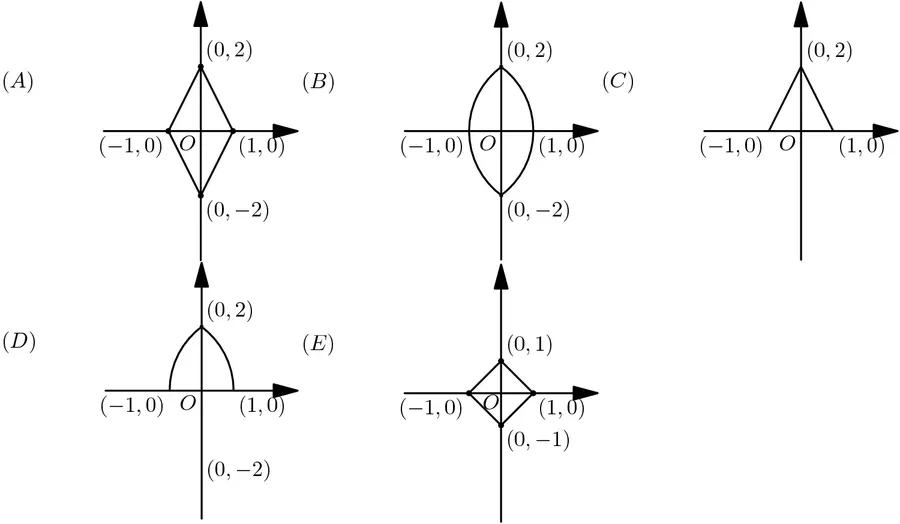 (0, 2) (0, 2) (0, 2)
(A) (B) (C)
(−1, 0) O (1, 0) (−1, 0) O (1, 0) (−1, 0) O (1, 0)
(0, −2) (0, −2)
(0, 2)
(D) (E) (0, 1)
(−1, 0) O (1, 0) (−1, 0) O (1, 0)
(0, −1)
(0, −2)